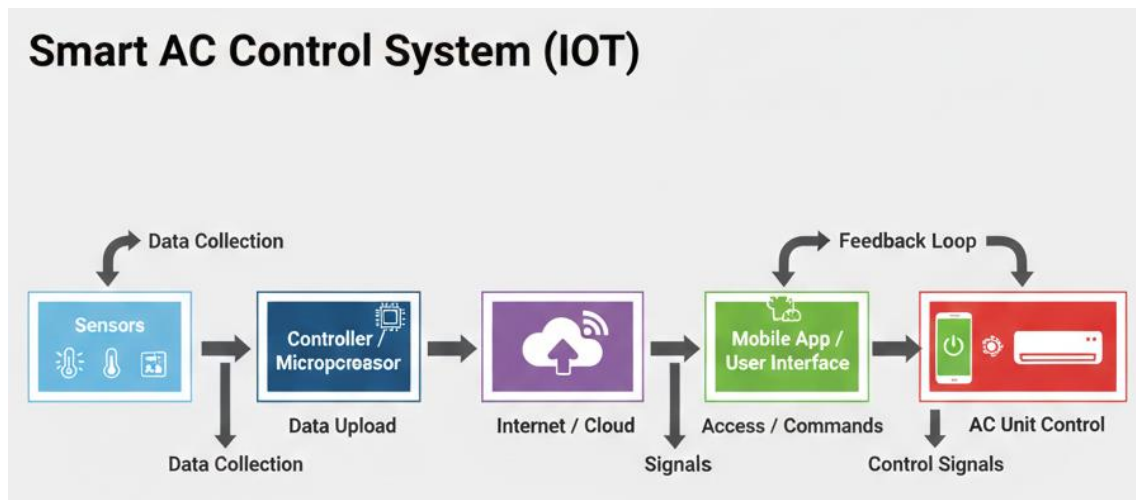 Smart AC Control System (IOT)
Data Collection
Feedback Loop
Sensors
Controller /
Micropcreasor
Mobile App /
User Interface
Data Upload
Internet / Cloud
Access / Commands
AC Unit Control
Data Collection
Signals
Control Signals